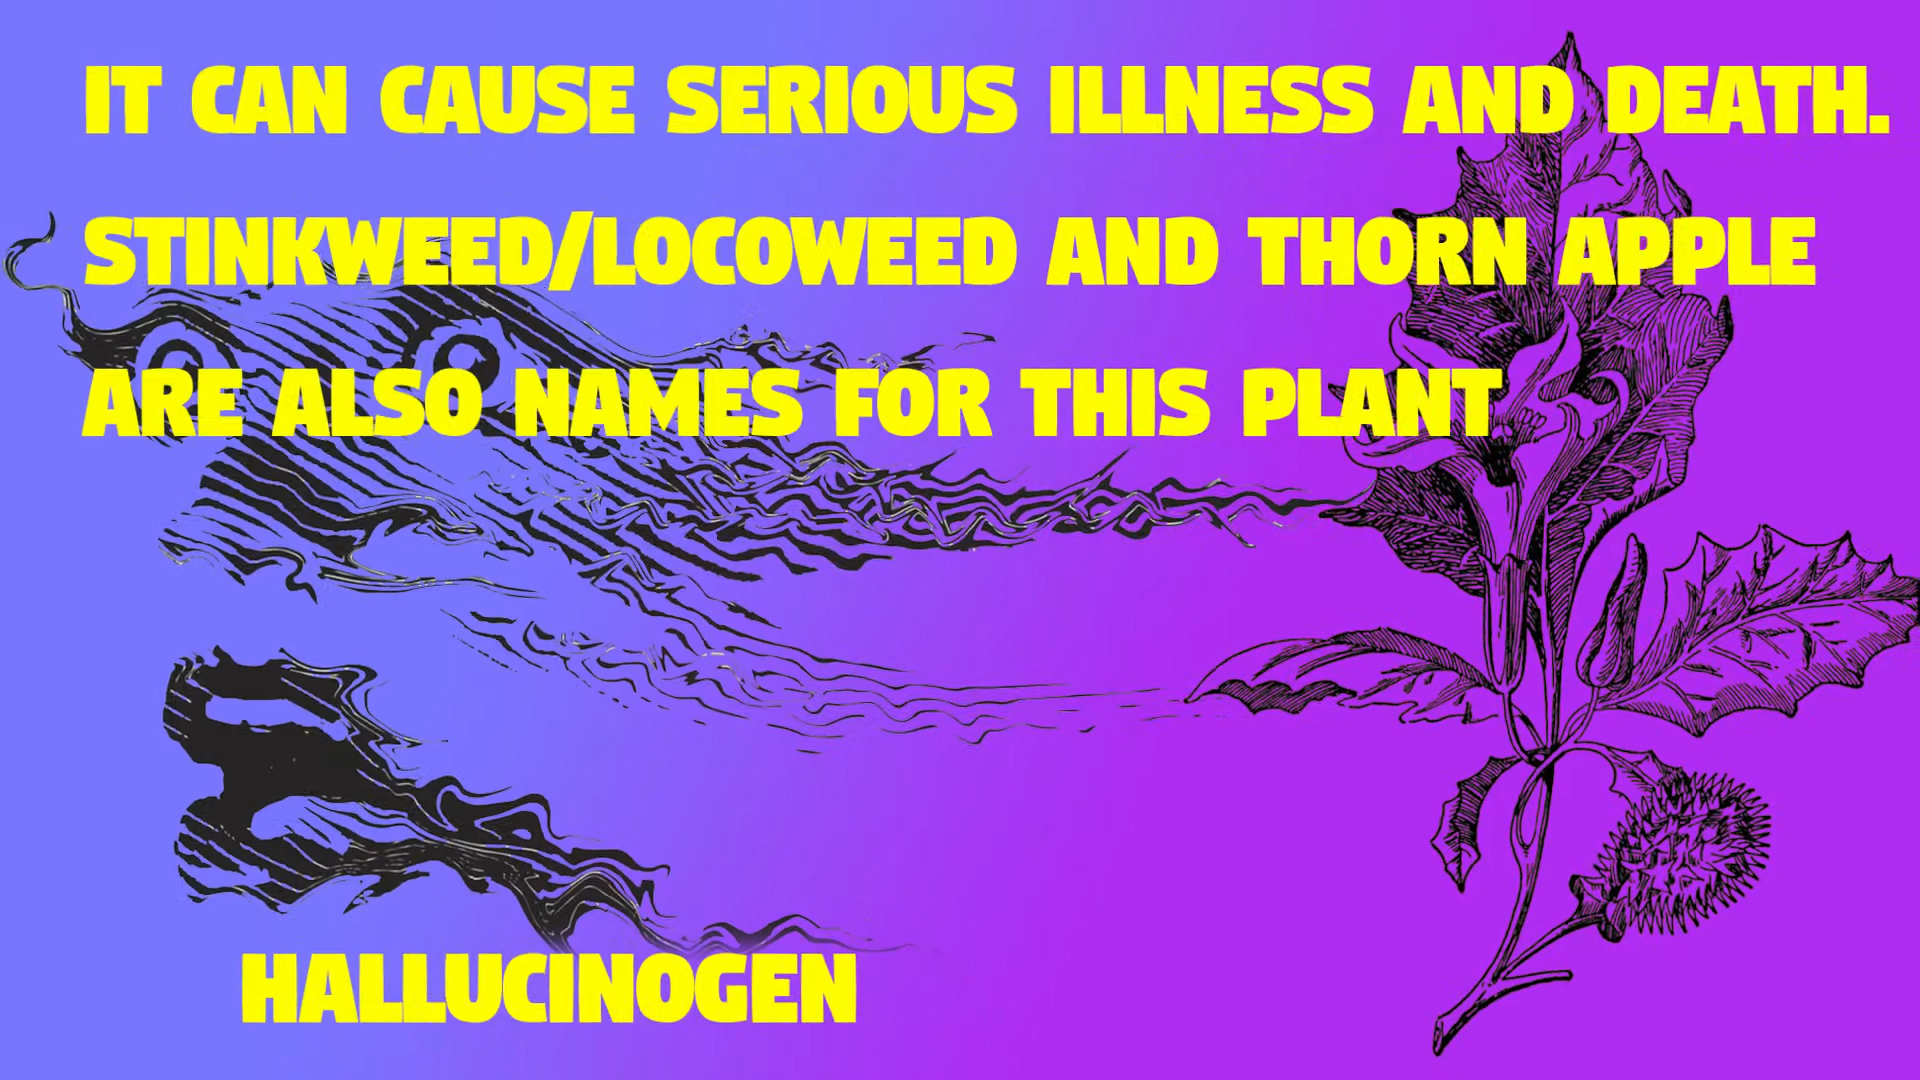 IT CAN CAUSE SERIOUS ILLNESS AND DEATH.
STINKWEED/LOCOWEED AND THORN APPLE
ARE ALSO NAMES FOR THIS PLANT
HALLUCINOGEN